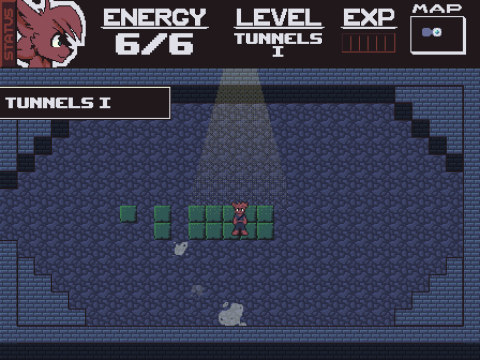 STATUS
ENERGY
6/6
LEVEL
TUNNELS
I
EXP
MAP
TUNNELS I